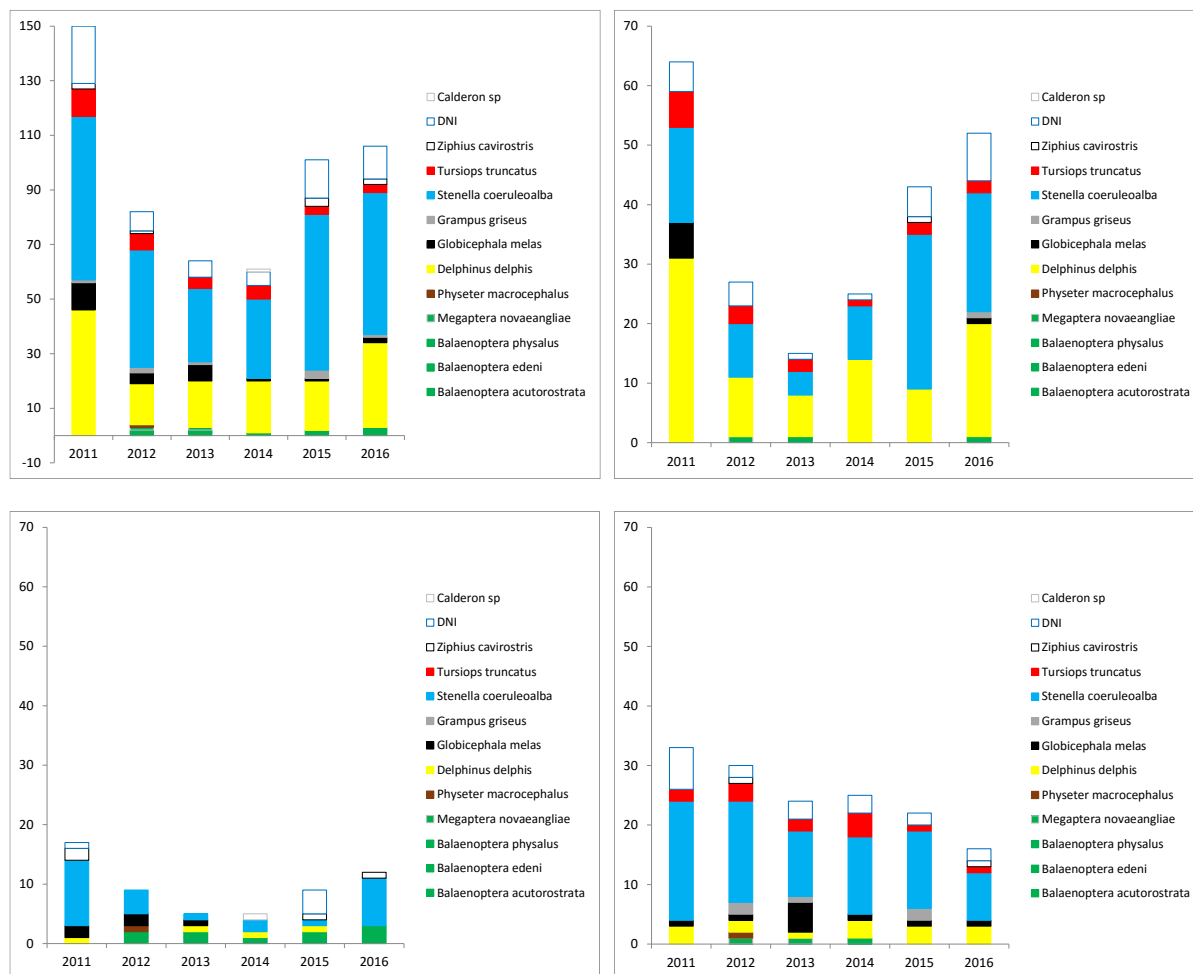 150
130
110
90
70
50
30
10
-10
2011 2012 2013 2014 2015 2016
Calderon sp
DNI
Ziphius cavirostris
Tursiops truncatus
Stenella coeruleoalba
Grampus griseus
Globicephala melas
Delphinus delphis
Physeter macrocephalus
Megaptera novaeangliae
Balaenoptera physalus
Balaenoptera edeni
Balaenoptera acutorostrata
70
60
50
40
30
20
10
0
2011 2012 2013 2014 2015 2016
Calderon sp
DNI
Ziphius cavirostris
Tursiops truncatus
Stenella coeruleoalba
Grampus griseus
Globicephala melas
Delphinus delphis
Physeter macrocephalus
Megaptera novaeangliae
Balaenoptera physalus
Balaenoptera edeni
Balaenoptera acutorostrata
70
60
50
40
30
20
10
0
2011 2012 2013 2014 2015 2016
Calderon sp
DNI
Ziphius cavirostris
Tursiops truncatus
Stenella coeruleoalba
Grampus griseus
Globicephala melas
Delphinus delphis
Physeter macrocephalus
Megaptera novaeangliae
Balaenoptera physalus
Balaenoptera edeni
Balaenoptera acutorostrata
70
60
50
40
30
20
10
0
2011 2012 2013 2014 2015 2016
Calderon sp
DNI
Ziphius cavirostris
Tursiops truncatus
Stenella coeruleoalba
Grampus griseus
Globicephala melas
Delphinus delphis
Physeter macrocephalus
Megaptera novaeangliae
Balaenoptera physalus
Balaenoptera edeni
Balaenoptera acutorostrata